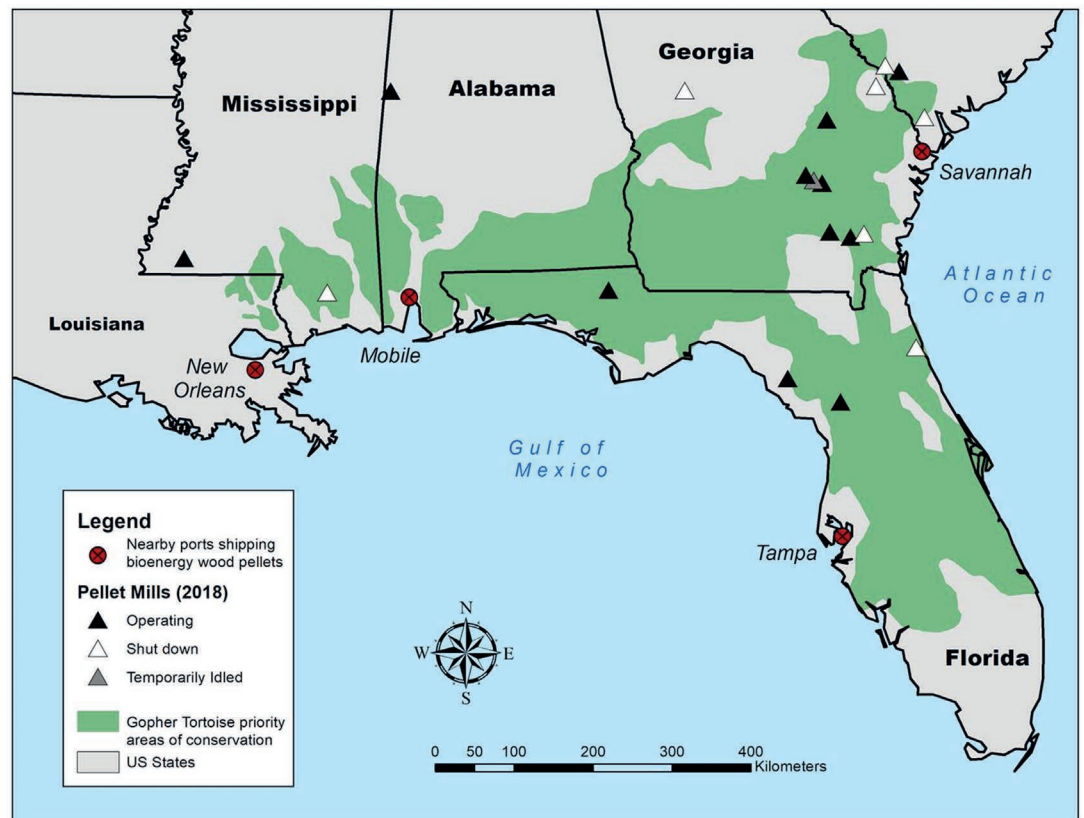 Georgia
Mississippi
Alabama
Savannah
Atlantic
Ocean
Louisiana
Mobile
New
Orleans
Gulf of
Mexico
Tampa
Florida
Legend
Nearby ports shipping
bioenergy wood pellets
Pellet Mills (2018)
Operating
Shut down
Temporarily Idled
Gopher Tortoise priority
areas of conservation
US States
N
W E
S
0 50 100 200 300 400
Kilometers